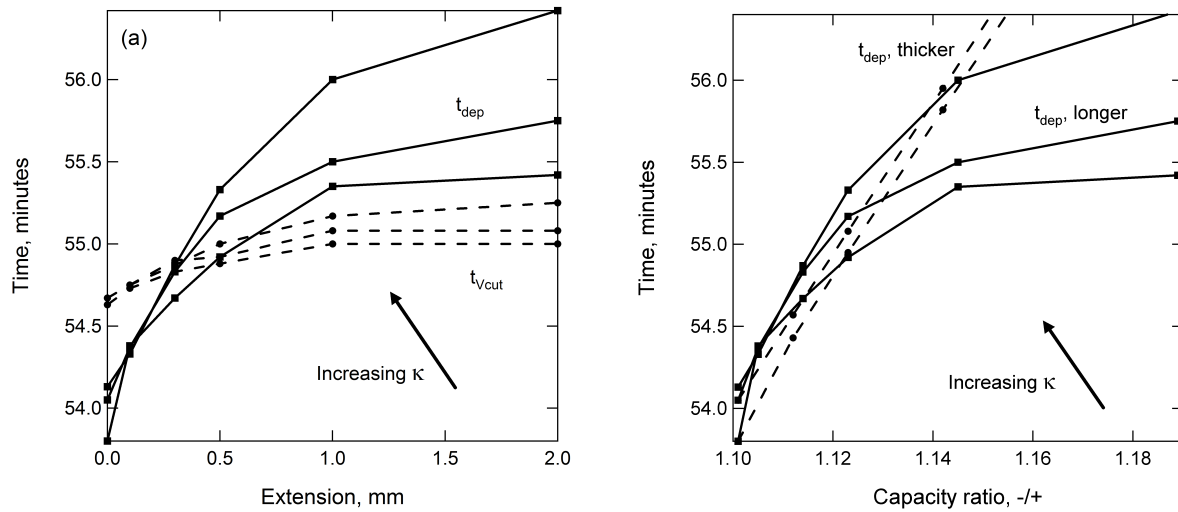 (a)
Time, minutes
56.0
55.5
55.0
54.5
54.0
t_dep
t_Vcut
Increasing κ
0.0 0.5 1.0 1.5 2.0
Extension, mm
Time, minutes
56.0
55.5
55.0
54.5
54.0
t_dep, thicker
t_dep, longer
Increasing κ
1.10 1.12 1.14 1.16 1.18
Capacity ratio, -/+